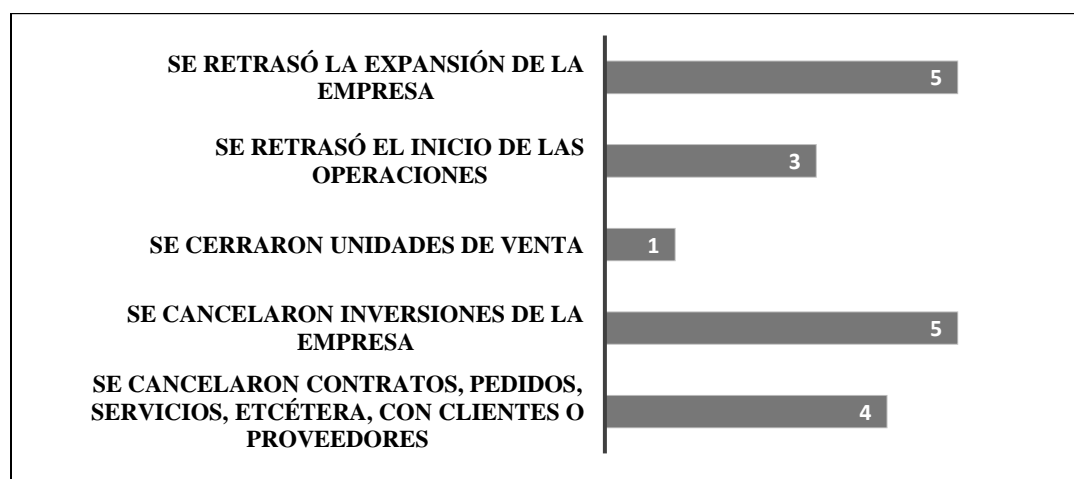 SE RETRASÓ LA EXPANSIÓN DE LA
EMPRESA
5
SE RETRASÓ EL INICIO DE LAS
OPERACIONES
3
SE CERRARON UNIDADES DE VENTA
1
SE CANCELARON INVERSIONES DE LA
EMPRESA
5
SE CANCELARON CONTRATOS, PEDIDOS,
SERVICIOS, ETCÉTERA, CON CLIENTES O
PROVEEDORES
4